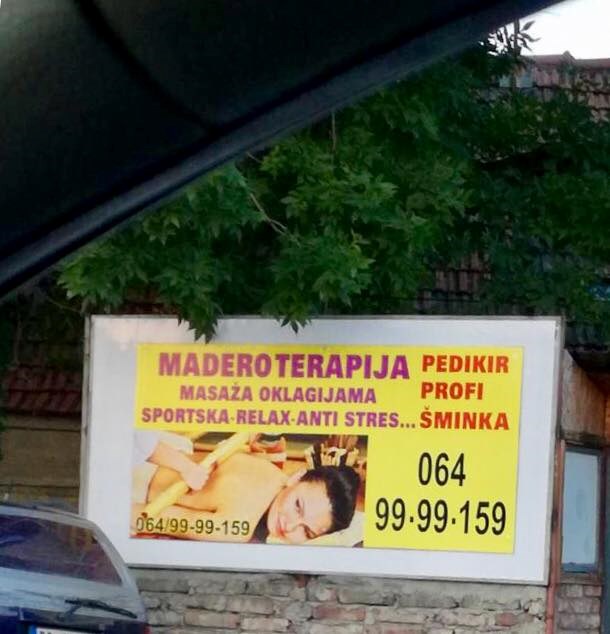 MADEROTERAPIJA
MASAŽA OKLAGIJAMA
SPORTSKA-RELAX-ANTI STRES...
PEDIKIR
PROFI
ŠMINKA
064
99-99-159
064/99-99-159